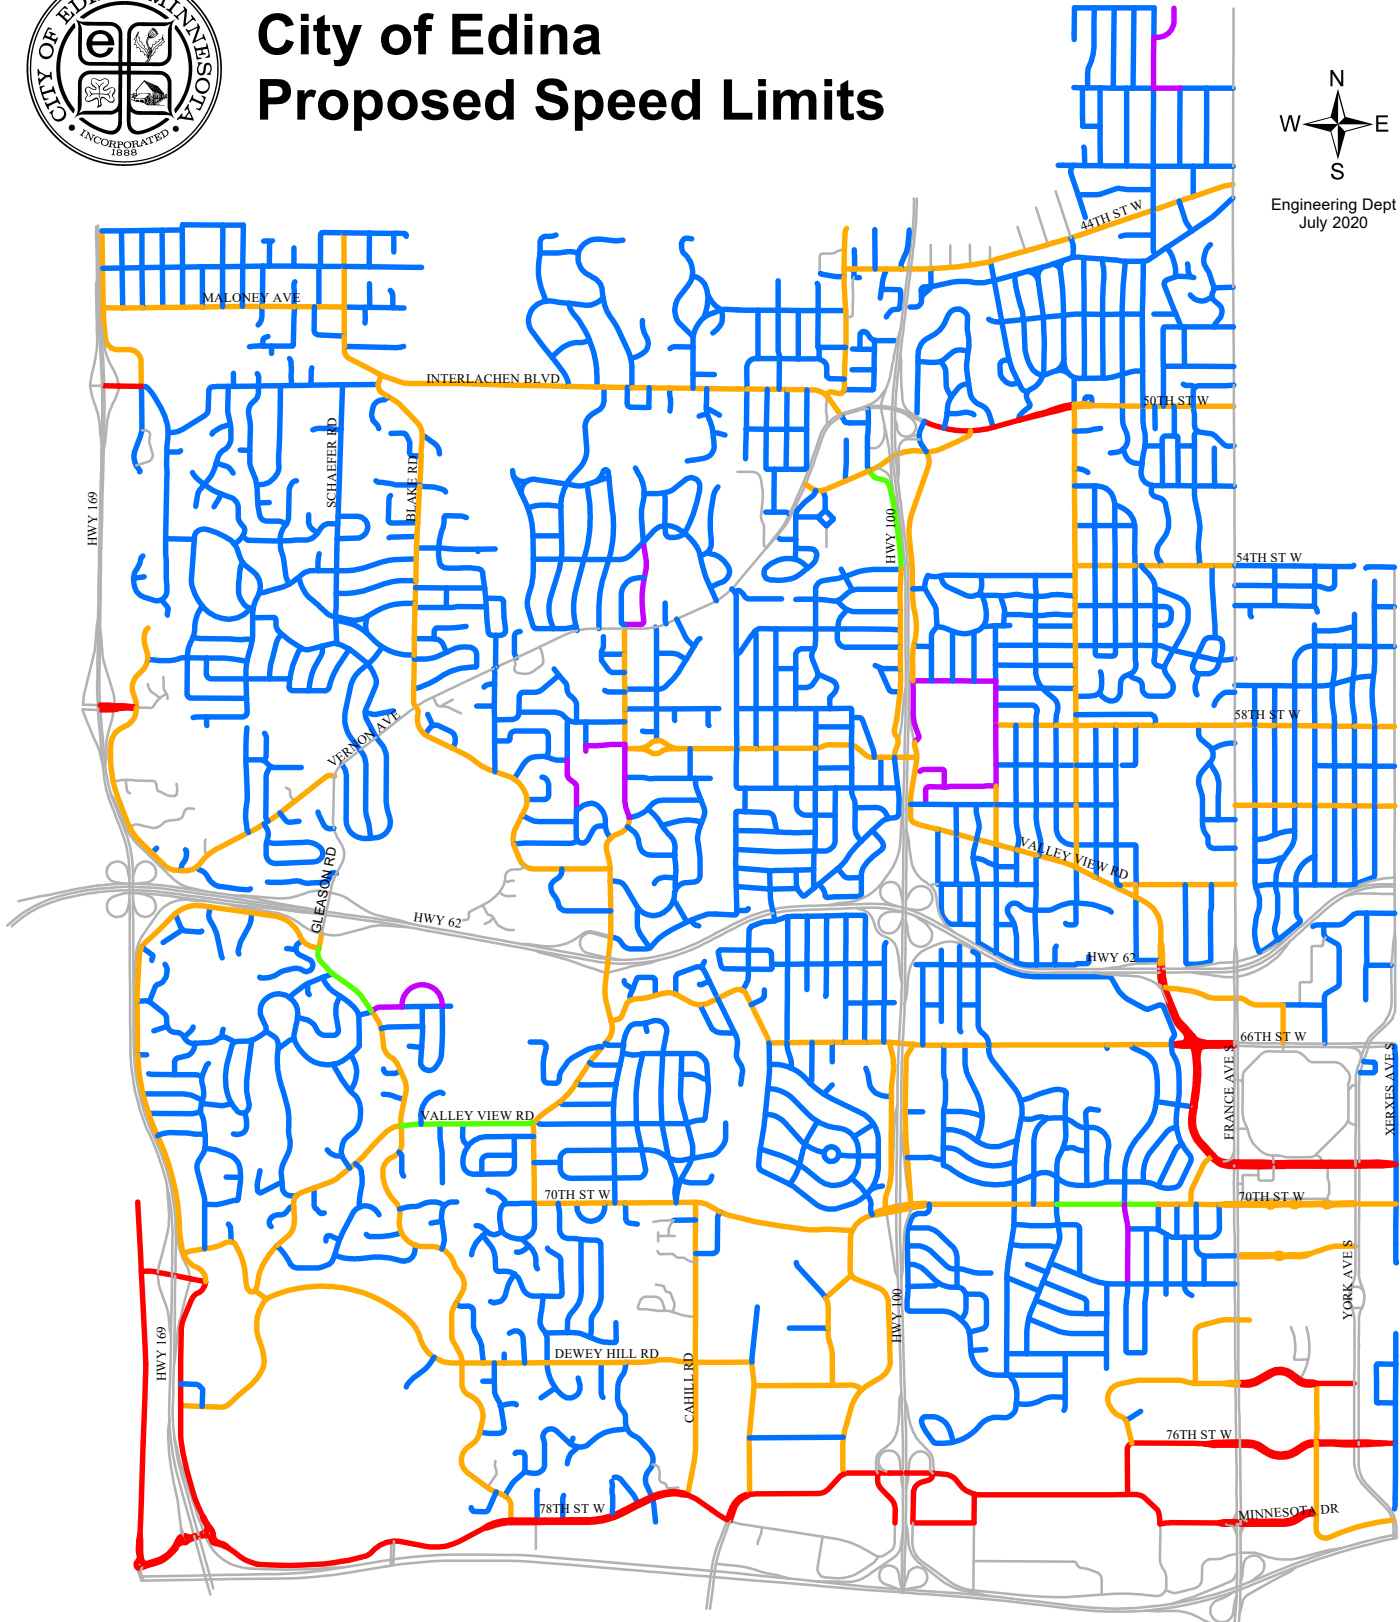 CITY OF EDINA, MINNESOTA
e
INCORPORATED
1888
City of Edina
Proposed Speed Limits
N
W E
S
Engineering Dept
July 2020
44TH ST W
MALONEY AVE
INTERLACHEN BLVD
50TH ST W
SCHAEFER RD
BLAKE RD
HWY 169
HWY 100
54TH ST W
58TH ST W
VERNON AVE
VALLEY VIEW RD
GLEASON RD
HWY 62
HWY 62
66TH ST W
FRANCE AVE S
XERXES AVE S
VALLEY VIEW RD
70TH ST W
70TH ST W
YORK AVE S
HWY 100
HWY 169
DEWEY HILL RD
CAHILL RD
76TH ST W
78TH ST W
MINNESOTA DR